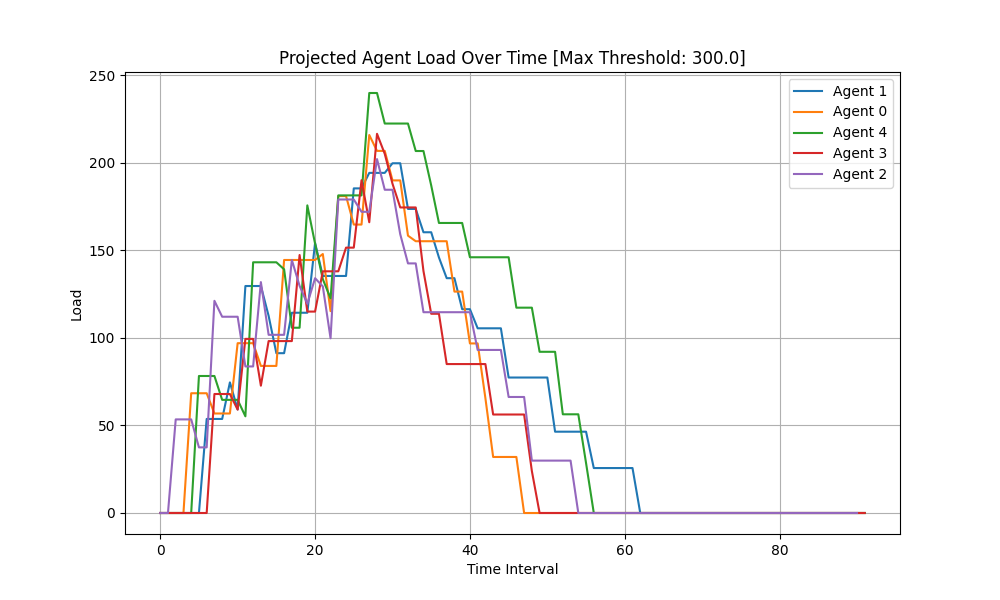 Projected Agent Load Over Time [Max Threshold: 300.0]
250
200
150
100
50
0
Load
0 20 40 60 80
Time Interval
Agent 1
Agent 0
Agent 4
Agent 3
Agent 2